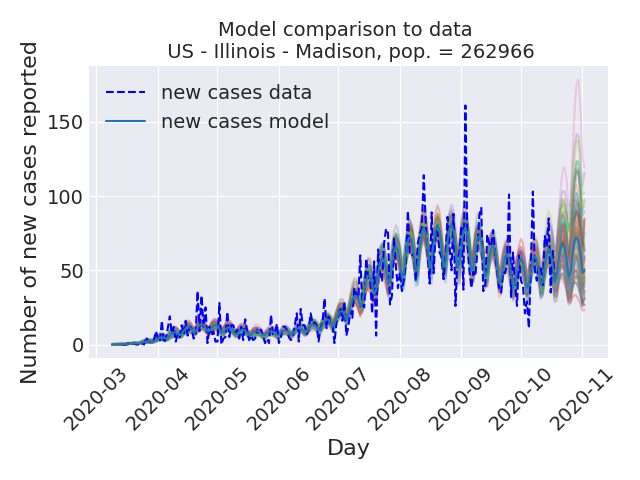 Model comparison to data
US - Illinois - Madison, pop. = 262966
Number of new cases reported
new cases data
new cases model
150
100
50
0
2020-03
2020-04
2020-05
2020-06
2020-07
2020-08
2020-09
2020-10
2020-11
Day